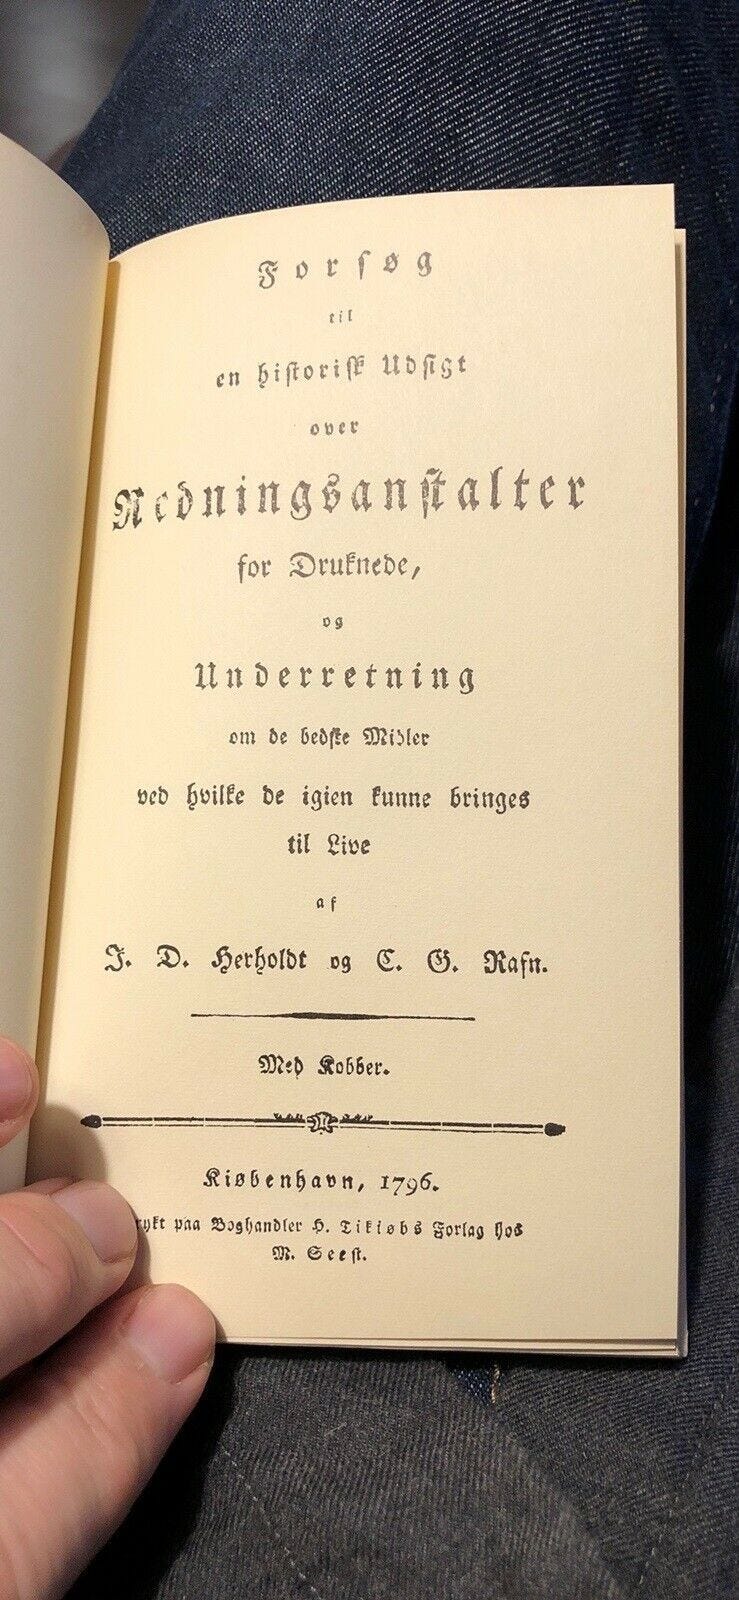 Forsøg
til
en historisk Udsigt
over
Redningsanstalter
for Druknede,
og
Underretning
om de bedste Midler
ved hvilke de igien kunne bringes
til Live
af
J. D. Herholdt og C. G. Rafn.
Med Kobber.
Kiøbenhavn, 1796.
rykt paa Boghandler H. Tikiøbs Forlag hos
M. Seest.